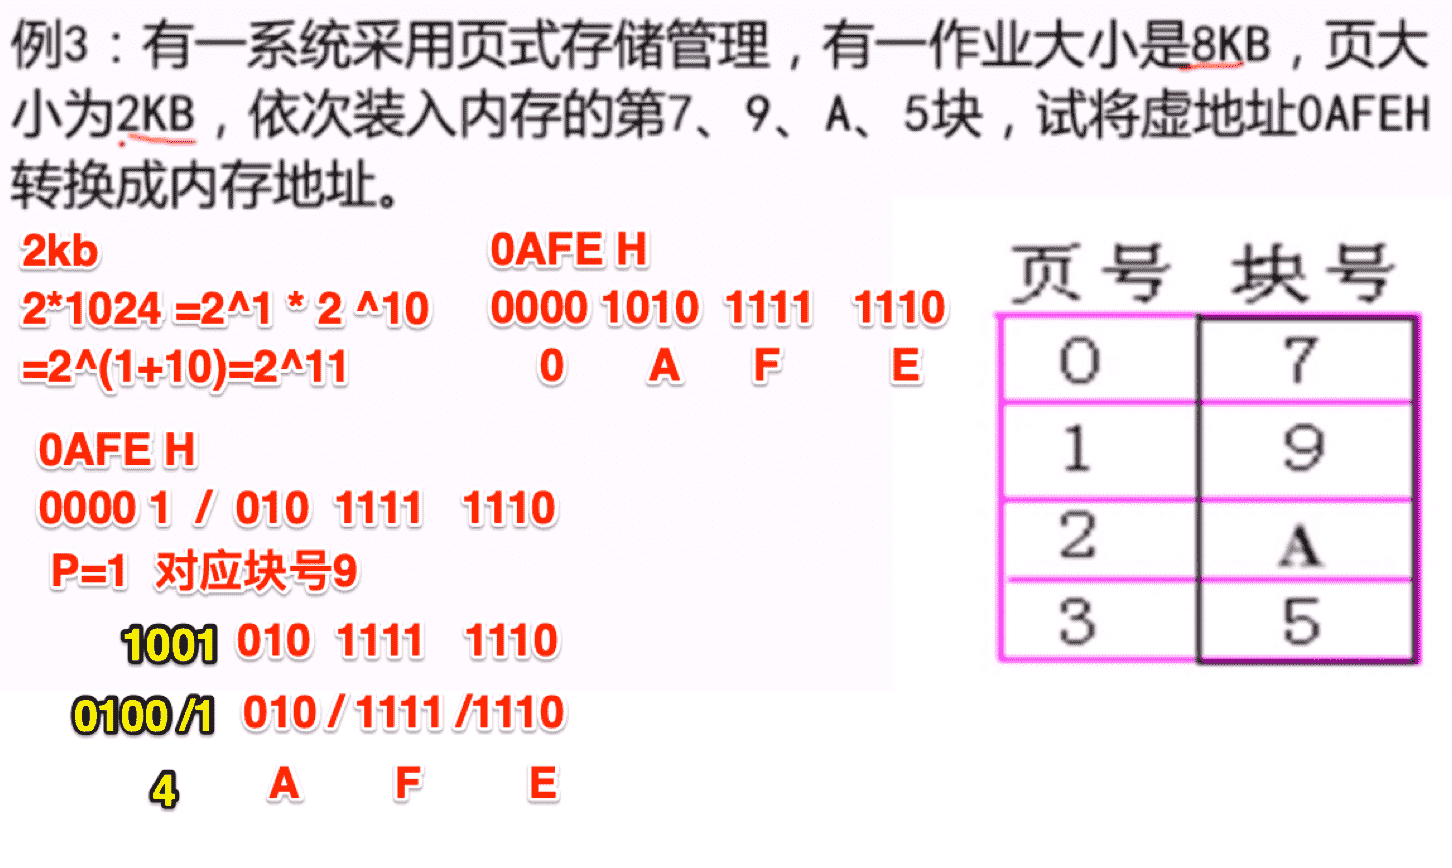 例3：有一系统采用页式存储管理，有一作业大小是8KB，页大
小为2KB，依次装入内存的第7、9、A、5块，试将虚地址0AFEH
转换成内存地址。
2kb
2*1024 =2^1 * 2 ^10
=2^(1+10)=2^11
0AFE H
0000 1010 1111 1110
0 A F E
0AFE H
0000 1 / 010 1111 1110
P=1 对应块号9
1001 010 1111 1110
0100 /1 010 / 1111 /1110
4 A F E
页号 块号
0 7
1 9
2 A
3 5